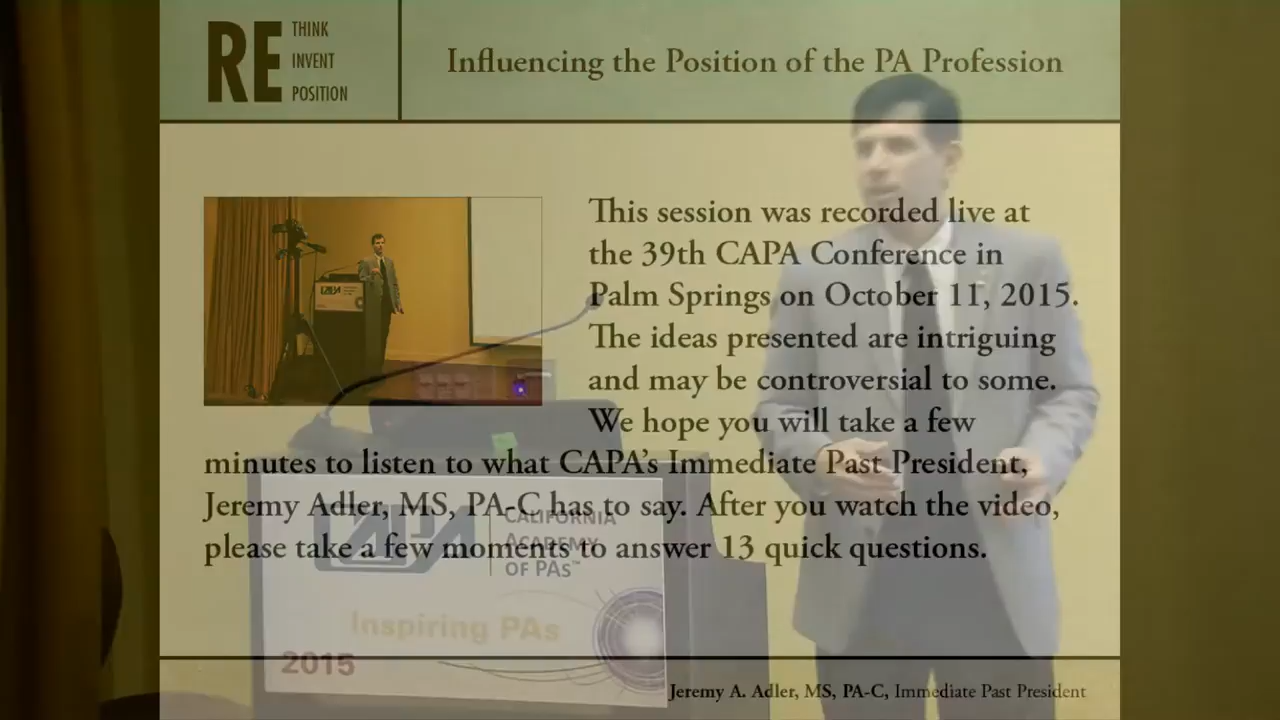 RE THINK
INVENT
POSITION
Influencing the Position of the PA Profession
This session was recorded live at
the 39th CAPA Conference in
Palm Springs on October 11, 2015.
The ideas presented are intriguing
and may be controversial to some.
We hope you will take a few
minutes to listen to what CAPA's Immediate Past President,
Jeremy Adler, MS, PA-C has to say. After you watch the video,
please take a few moments to answer 13 quick questions.
CAPA
CALIFORNIA
ACADEMY
OF PAs™
Inspiring PAs
2015
Jeremy A. Adler, MS, PA-C, Immediate Past President